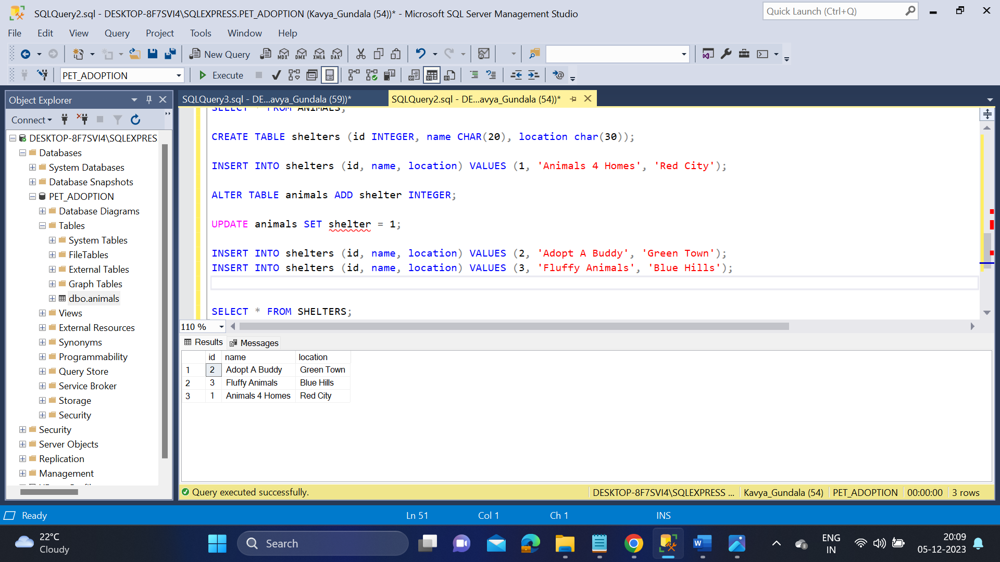 SQLQuery2.sql - DESKTOP-8F7SVI4\SQLEXPRESS.PET_ADOPTION (Kavya_Gundala (54))* - Microsoft SQL Server Management Studio
Quick Launch (Ctrl+Q)
File Edit View Query Project Tools Window Help
New Query MDX DMX XMLA DAX
PET_ADOPTION Execute
Object Explorer
SQLQuery3.sql - DE...avya_Gundala (59))* SQLQuery2.sql - DE...avya_Gundala (54))*
Connect
DESKTOP-8F7SVI4\SQLEXPRES
Databases
System Databases
Database Snapshots
PET_ADOPTION
Database Diagrams
Tables
System Tables
FileTables
External Tables
Graph Tables
dbo.animals
Views
External Resources
Synonyms
Programmability
Query Store
Service Broker
Storage
Security
Security
Server Objects
Replication
Management
SELECT * FROM ANIMALS;
CREATE TABLE shelters (id INTEGER, name CHAR(20), location char(30));
INSERT INTO shelters (id, name, location) VALUES (1, 'Animals 4 Homes', 'Red City');
ALTER TABLE animals ADD shelter INTEGER;
UPDATE animals SET shelter = 1;
INSERT INTO shelters (id, name, location) VALUES (2, 'Adopt A Buddy', 'Green Town');
INSERT INTO shelters (id, name, location) VALUES (3, 'Fluffy Animals', 'Blue Hills');
SELECT * FROM SHELTERS;
110 %
Results Messages
id name location
1 2 Adopt A Buddy Green Town
2 3 Fluffy Animals Blue Hills
3 1 Animals 4 Homes Red City
Query executed successfully. DESKTOP-8F7SVI4\SQLEXPRESS ... Kavya_Gundala (54) PET_ADOPTION 00:00:00 3 rows
Ready Ln 51 Col 1 Ch 1 INS
22°C
Cloudy
Search
ENG
IN
20:09
05-12-2023